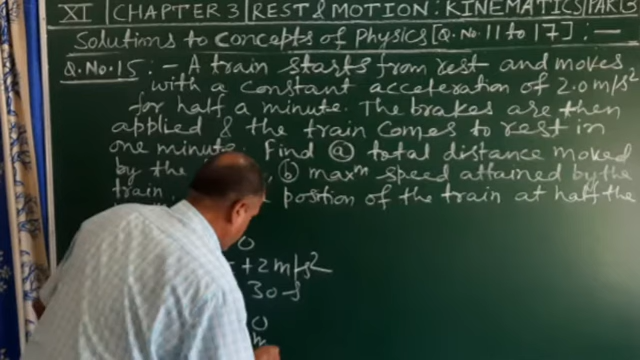 XI | CHAPTER 3 | REST & MOTION: KINEMATICS | PART 3
Solutions to Concepts of Physics [Q. No. 11 to 17] : —
Q. No. 15 : - A train starts from rest and moves
with a constant acceleration of 2.0 m/s²
for half a minute. The brakes are then
applied & the train comes to rest in
one minute. Find (a) total distance moved
by the (b) maxm speed attained by the
train position of the train at half the
0
+2 m/s²
30 s
0